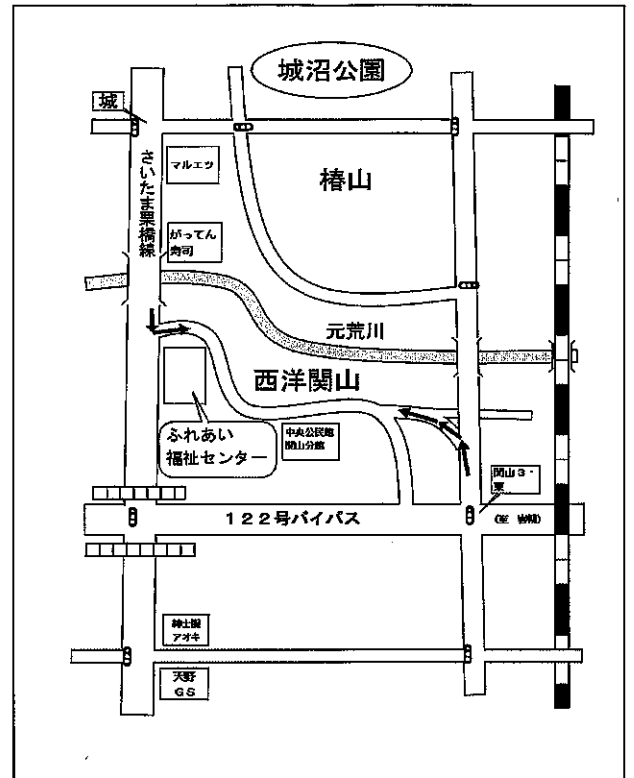 城沼公園
城
さいたま栗橋線
マルエツ
椿山
がってん
寿司
元荒川
西洋関山
ふれあい
福祉センター
中央公民館
関山分館
関山3・
東
122号バイパス
紳士服
アオキ
天野
GS